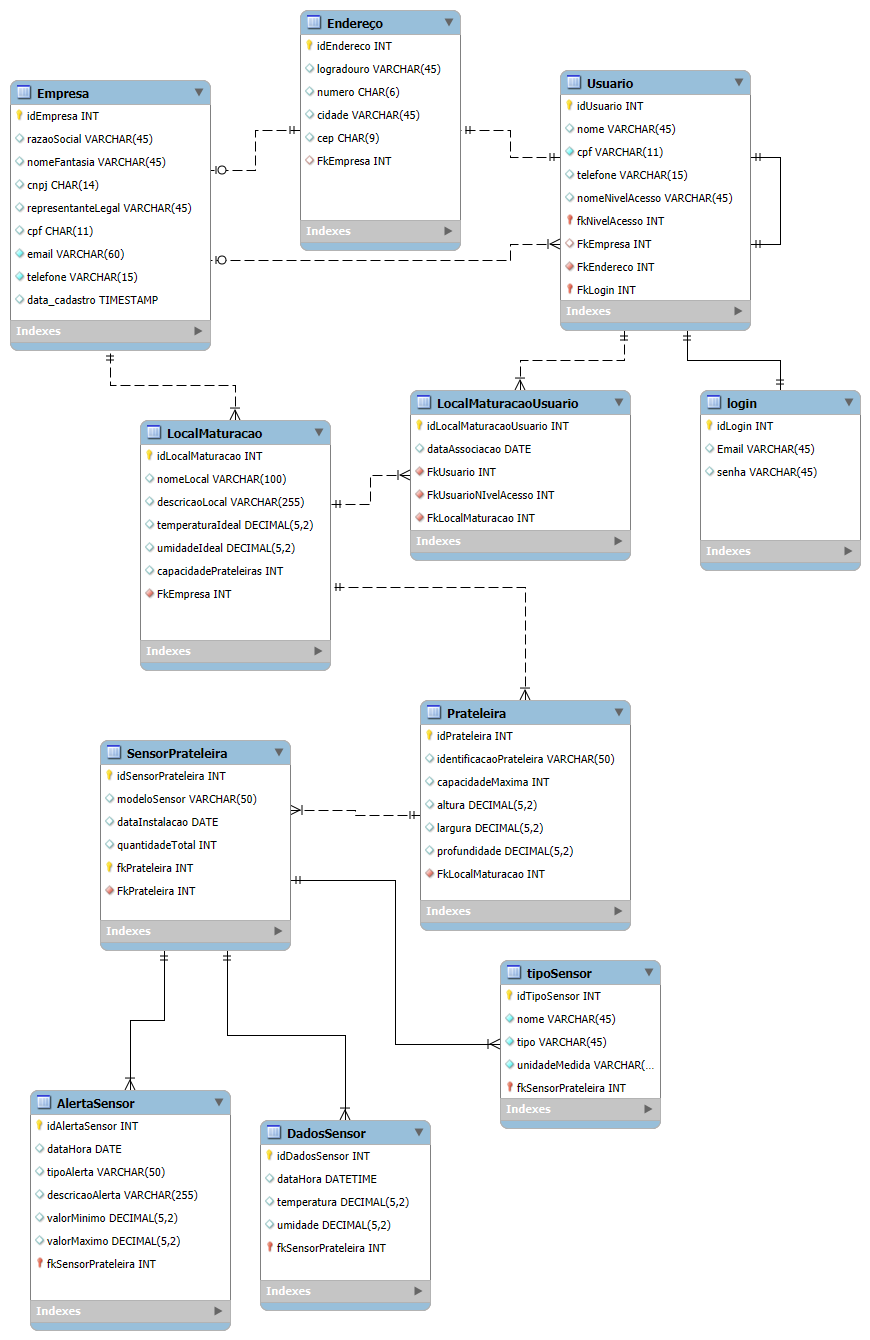 Endereço
idEndereco INT
logradouro VARCHAR(45)
numero CHAR(6)
cidade VARCHAR(45)
cep CHAR(9)
FkEmpresa INT
Indexes
Empresa
idEmpresa INT
razaoSocial VARCHAR(45)
nomeFantasia VARCHAR(45)
cnpj CHAR(14)
representanteLegal VARCHAR(45)
cpf CHAR(11)
email VARCHAR(60)
telefone VARCHAR(15)
data_cadastro TIMESTAMP
Indexes
Usuario
idUsuario INT
nome VARCHAR(45)
cpf VARCHAR(11)
telefone VARCHAR(15)
nomeNivelAcesso VARCHAR(45)
fkNivelAcesso INT
FkEmpresa INT
FkEndereco INT
FkLogin INT
Indexes
LocalMaturacaoUsuario
idLocalMaturacaoUsuario INT
dataAssociacao DATE
FkUsuario INT
FkUsuarioNIvelAcesso INT
FkLocalMaturacao INT
Indexes
login
idLogin INT
Email VARCHAR(45)
senha VARCHAR(45)
Indexes
LocalMaturacao
idLocalMaturacao INT
nomeLocal VARCHAR(100)
descricaoLocal VARCHAR(255)
temperaturaIdeal DECIMAL(5,2)
umidadeIdeal DECIMAL(5,2)
capacidadePrateleiras INT
FkEmpresa INT
Indexes
Prateleira
idPrateleira INT
identificacaoPrateleira VARCHAR(50)
capacidadeMaxima INT
altura DECIMAL(5,2)
largura DECIMAL(5,2)
profundidade DECIMAL(5,2)
FkLocalMaturacao INT
Indexes
SensorPrateleira
idSensorPrateleira INT
modeloSensor VARCHAR(50)
dataInstalacao DATE
quantidadeTotal INT
fkPrateleira INT
FkPrateleira INT
Indexes
tipoSensor
idTipoSensor INT
nome VARCHAR(45)
tipo VARCHAR(45)
unidadeMedida VARCHAR(...
fkSensorPrateleira INT
Indexes
AlertaSensor
idAlertaSensor INT
dataHora DATE
tipoAlerta VARCHAR(50)
descricaoAlerta VARCHAR(255)
valorMinimo DECIMAL(5,2)
valorMaximo DECIMAL(5,2)
fkSensorPrateleira INT
Indexes
DadosSensor
idDadosSensor INT
dataHora DATETIME
temperatura DECIMAL(5,2)
umidade DECIMAL(5,2)
fkSensorPrateleira INT
Indexes